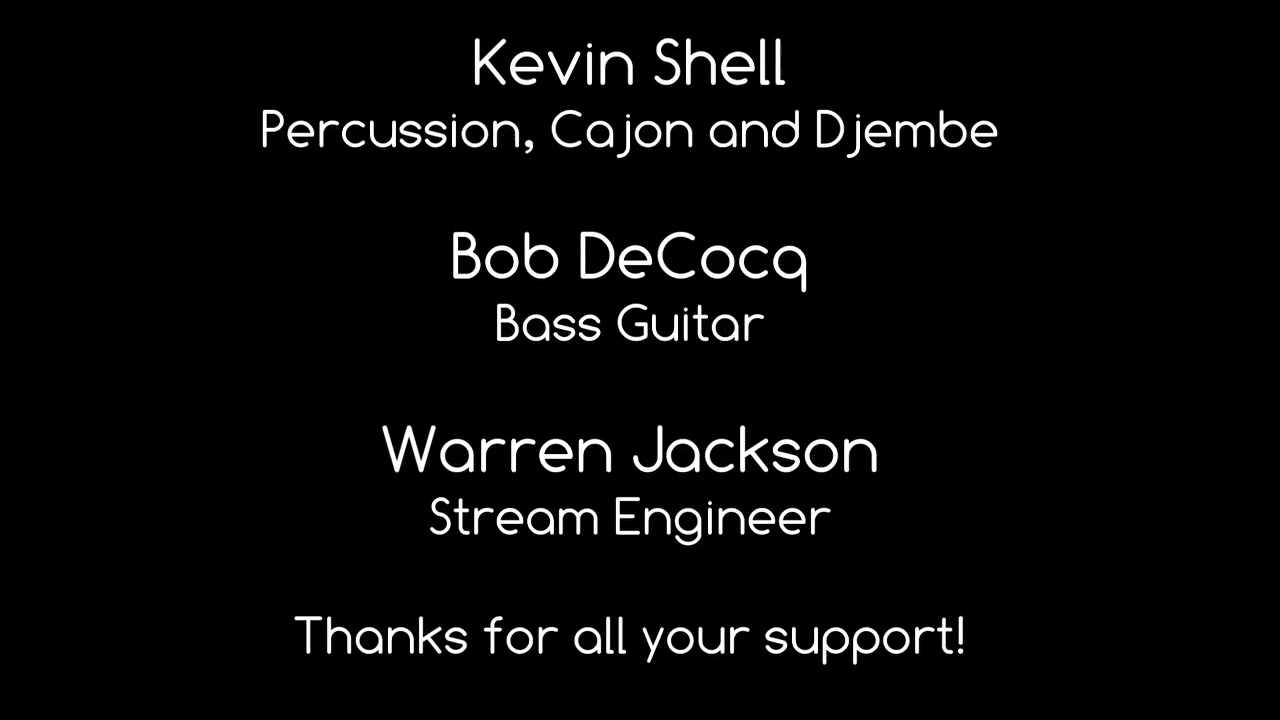 Kevin Shell
Percussion, Cajon and Djembe
Bob DeCocq
Bass Guitar
Warren Jackson
Stream Engineer
Thanks for all your support!